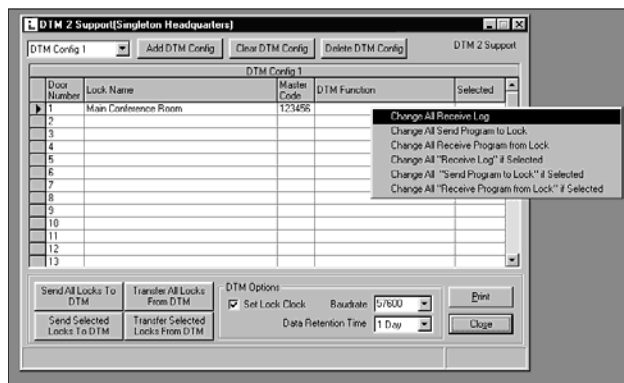 DTM 2 Support(Singleton Headquarters)
DTM Config 1
Add DTM Config
Clear DTM Config
Delete DTM Config
DTM 2 Support
DTM Config 1
Door Number Lock Name Master Code DTM Function Selected
1 Main Conference Room 123456
2
3
4
5
6
7
8
9
10
11
12
13
Change All Receive Log
Change All Send Program to Lock
Change All Receive Program from Lock
Change All "Receive Log" if Selected
Change All "Send Program to Lock" if Selected
Change All "Receive Program from Lock" if Selected
Send All Locks To DTM
Transfer All Locks From DTM
Send Selected Locks To DTM
Transfer Selected Locks From DTM
DTM Options
Set Lock Clock
Baudrate 57600
Data Retention Time 1 Day
Print
Close